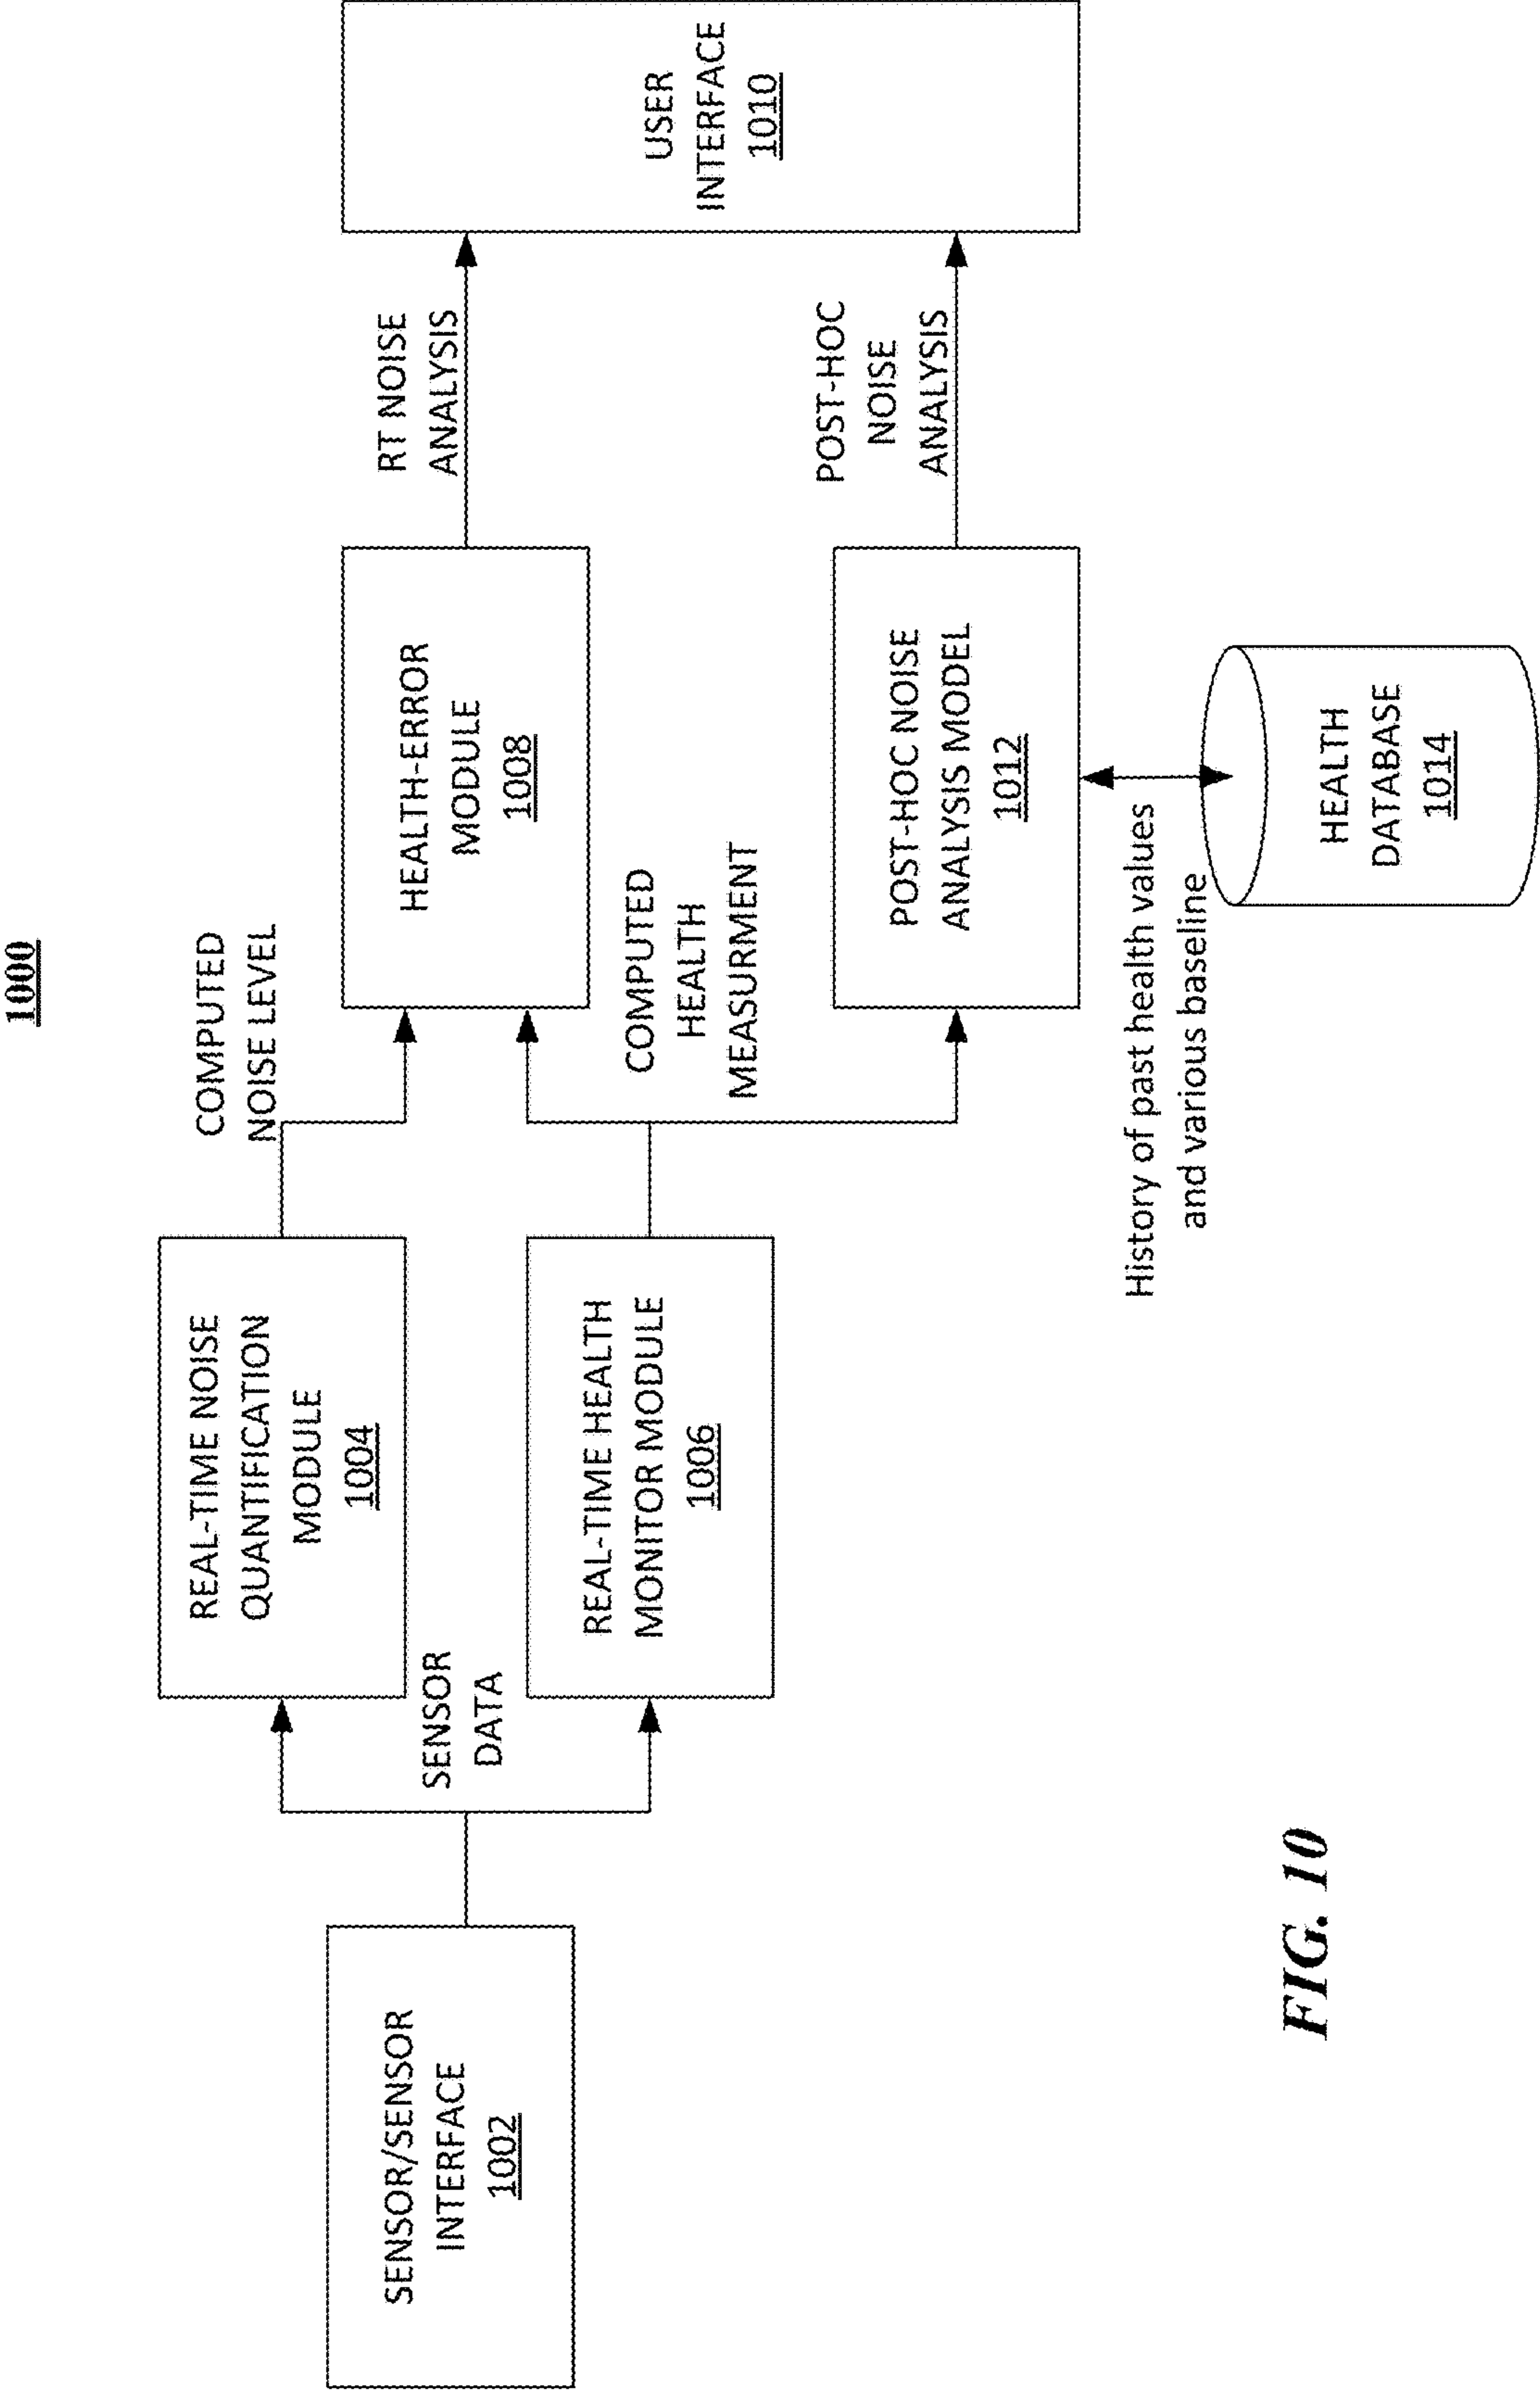 1000
SENSOR/SENSOR
INTERFACE
1002
SENSOR
DATA
REAL-TIME NOISE
QUANTIFICATION
MODULE
1004
REAL-TIME HEALTH
MONITOR MODULE
1006
COMPUTED
NOISE LEVEL
COMPUTED
HEALTH
MEASURMENT
HEALTH-ERROR
MODULE
1008
POST-HOC NOISE
ANALYSIS MODEL
1012
History of past health values
and various baseline
HEALTH
DATABASE
1014
RT NOISE
ANALYSIS
POST-HOC
NOISE
ANALYSIS
USER
INTERFACE
1010
FIG. 10